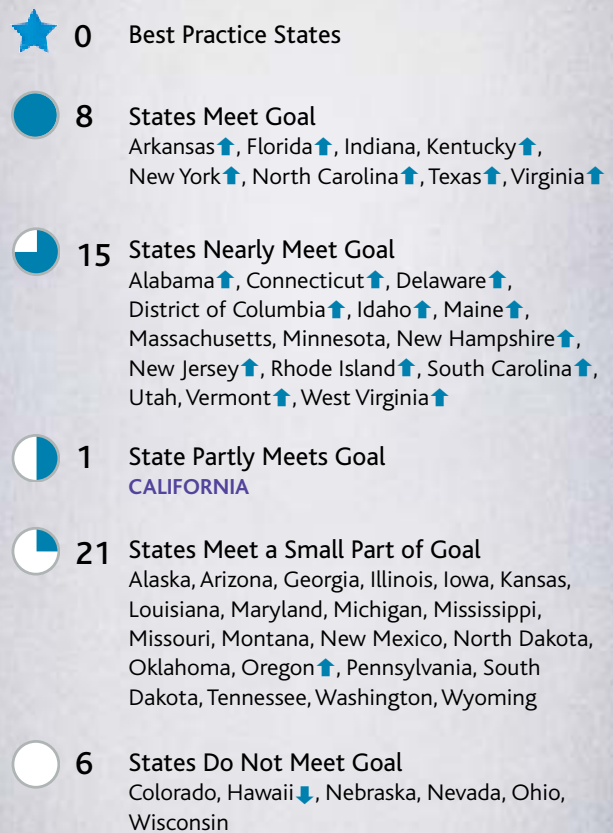 0 Best Practice States
8 States Meet Goal
Arkansas⬆, Florida⬆, Indiana, Kentucky⬆,
New York⬆, North Carolina⬆, Texas⬆, Virginia⬆
15 States Nearly Meet Goal
Alabama⬆, Connecticut⬆, Delaware⬆,
District of Columbia⬆, Idaho⬆, Maine⬆,
Massachusetts, Minnesota, New Hampshire⬆,
New Jersey⬆, Rhode Island⬆, South Carolina⬆,
Utah, Vermont⬆, West Virginia⬆
1 State Partly Meets Goal
CALIFORNIA
21 States Meet a Small Part of Goal
Alaska, Arizona, Georgia, Illinois, Iowa, Kansas,
Louisiana, Maryland, Michigan, Mississippi,
Missouri, Montana, New Mexico, North Dakota,
Oklahoma, Oregon⬆, Pennsylvania, South
Dakota, Tennessee, Washington, Wyoming
6 States Do Not Meet Goal
Colorado, Hawaii⬇, Nebraska, Nevada, Ohio,
Wisconsin